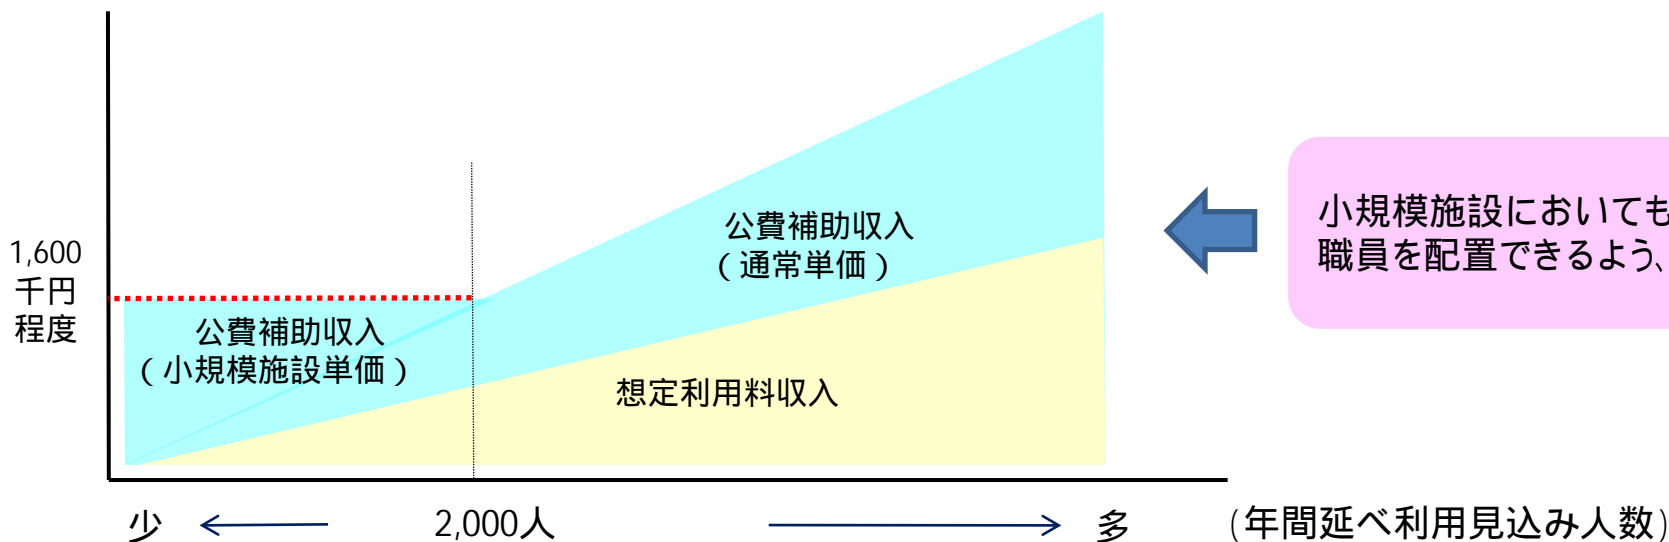 1,600
千円
程度
公費補助収入
（小規模施設単価）
公費補助収入
（通常単価）
想定利用料収入
小規模施設においても
職員を配置できるよう、
少
2,000人
多
(年間延べ利用見込み人数)